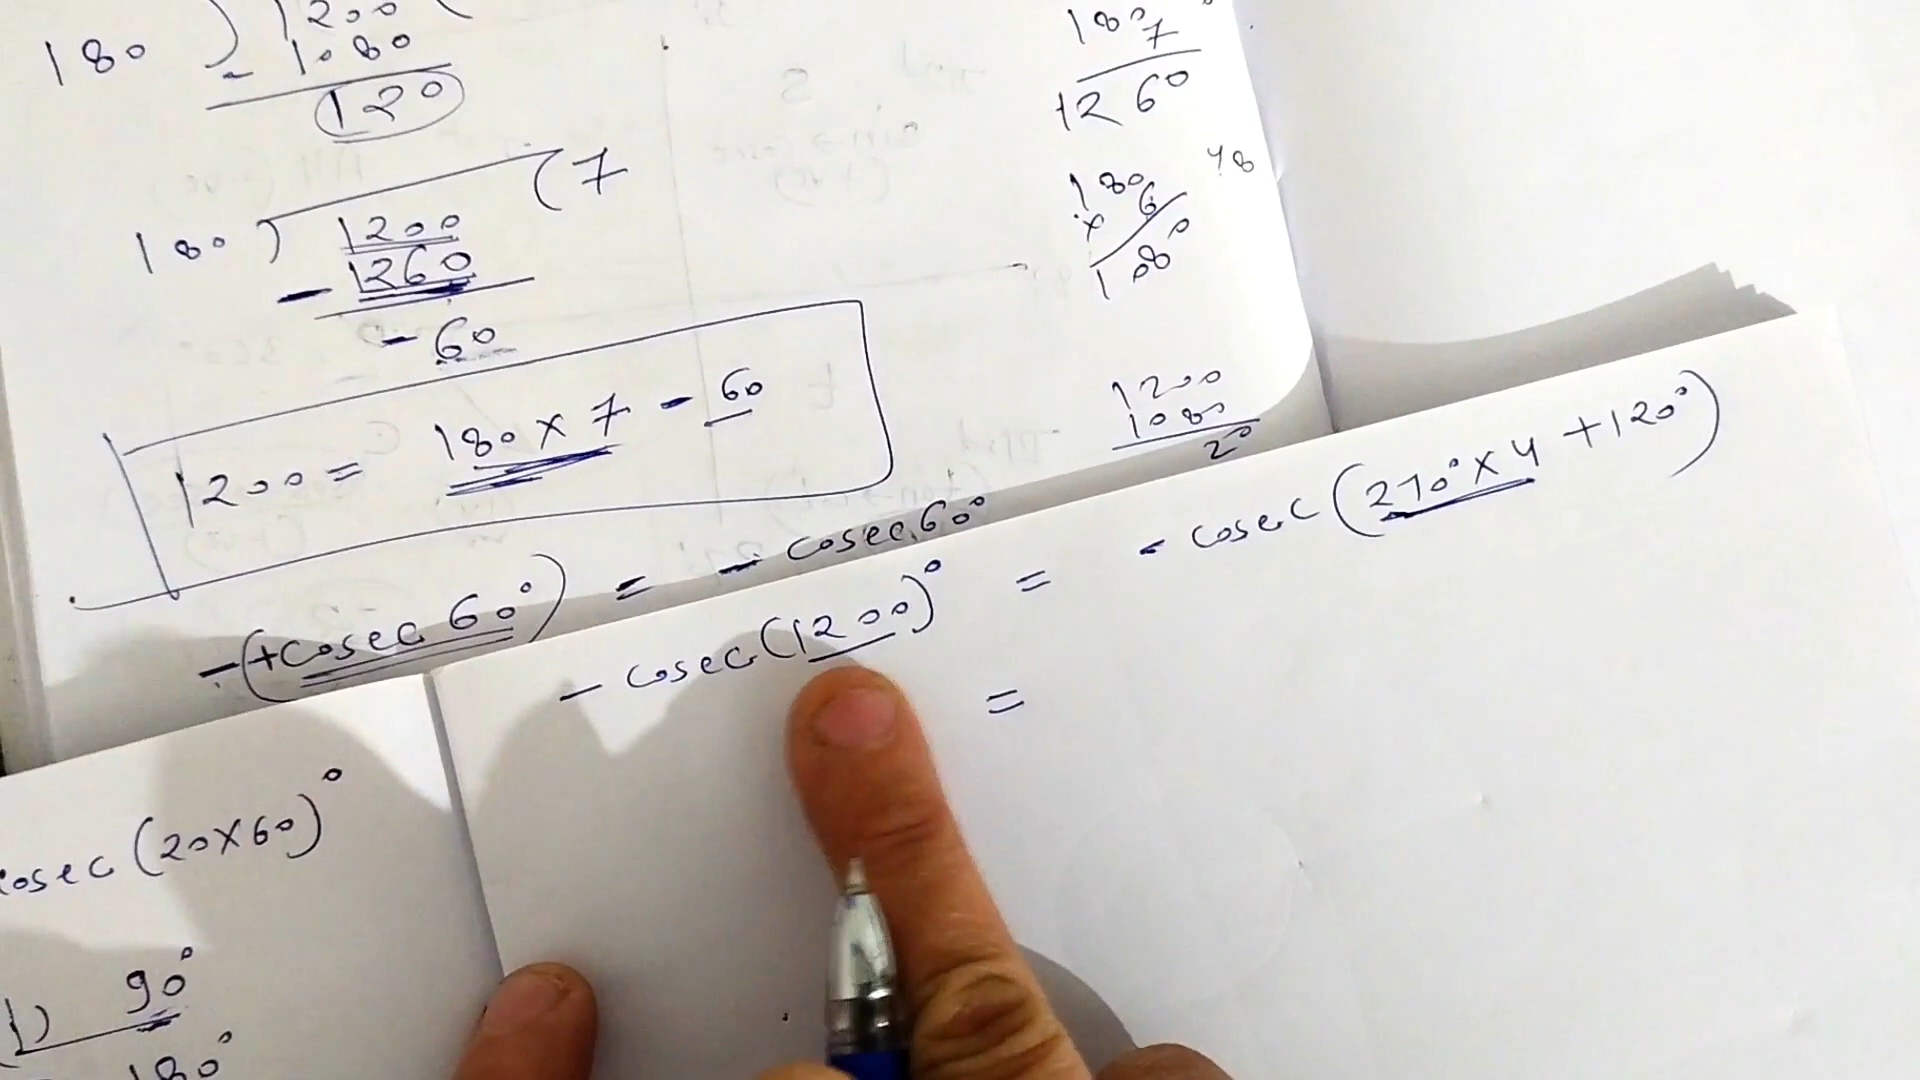 180 ) 1200 (
- 1080
120
180 ) 1200 ( 7
- 1260
- 60
1200 = 180 × 7 - 60
- (+cosec 60°) = - cosec 60°
180
7
1260
180 48
× 6
1080
1200
1080
20
- cosec (1200)° = - cosec (270° × 4 + 120°)
=
cosec (20×60)°
1) 90°
180°